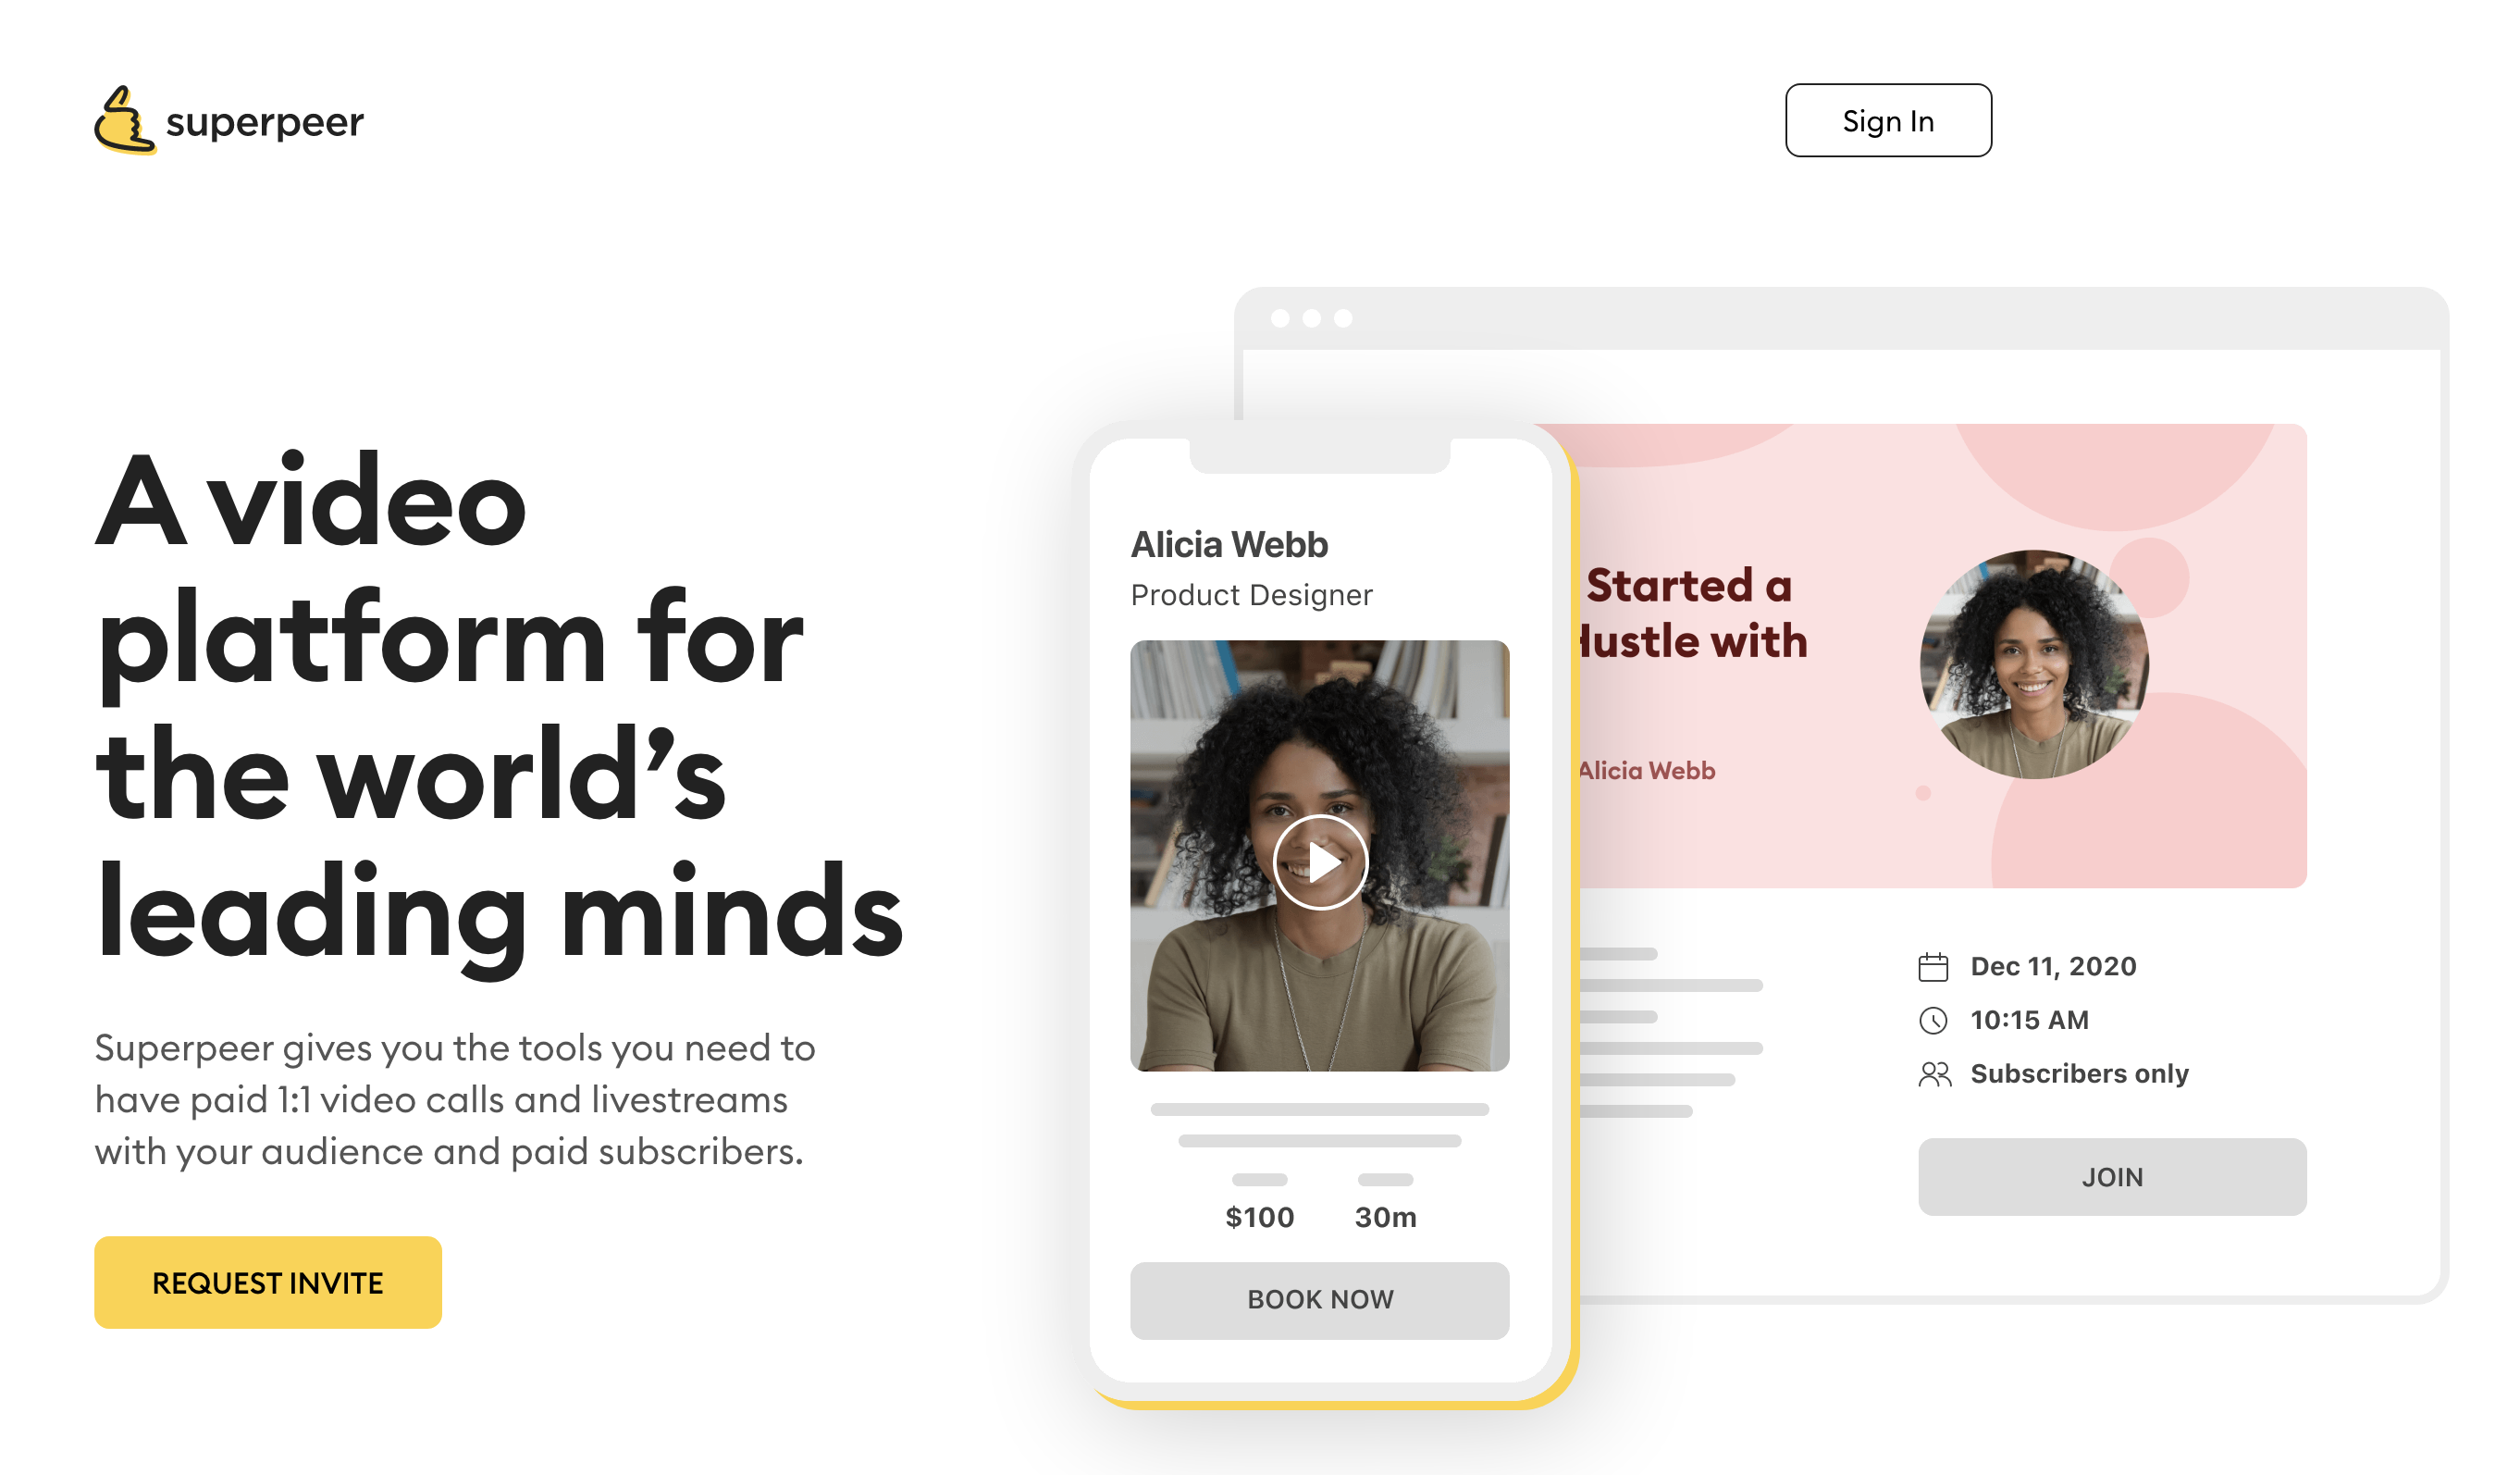 superpeer
Sign In
A video
platform for
the world’s
leading minds
Superpeer gives you the tools you need to
have paid 1:1 video calls and livestreams
with your audience and paid subscribers.
REQUEST INVITE
Alicia Webb
Product Designer
$100 30m
BOOK NOW
Started a
with
Alicia Webb
Dec 11, 2020
10:15 AM
Subscribers only
JOIN